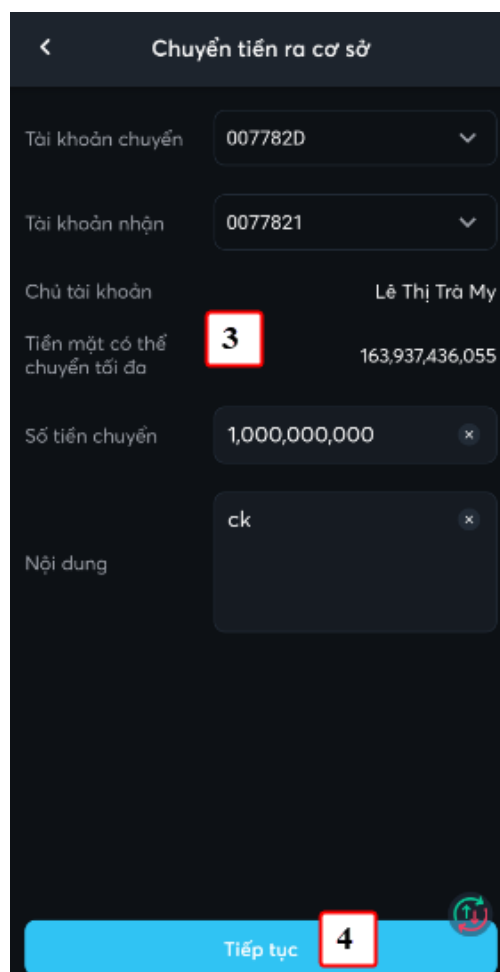 Chuyển tiền ra cơ sở
Tài khoản chuyển 007782D
Tài khoản nhận 0077821
Chủ tài khoản Lê Thị Trà My
Tiền mặt có thể
chuyển tối đa
3
163,937,436,055
Số tiền chuyển 1,000,000,000
ck
Nội dung
Tiếp tục 4